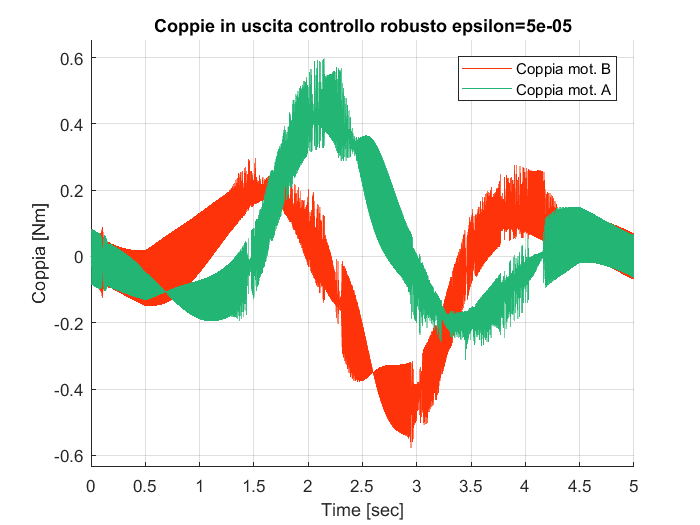 Coppie in uscita controllo robusto epsilon=5e-05
Coppia mot. B
Coppia mot. A
Coppia [Nm]
0.6
0.4
0.2
0
-0.2
-0.4
-0.6
0 0.5 1 1.5 2 2.5 3 3.5 4 4.5 5
Time [sec]